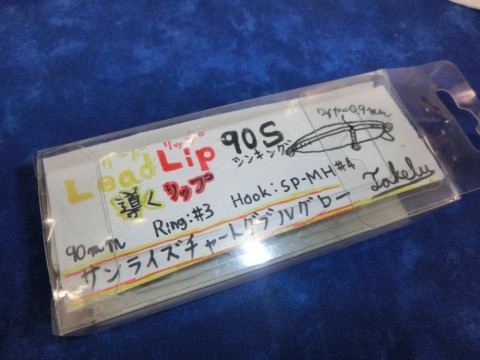 リード リップ
Lead Lip 90S
シンキング
ワイヤー0.9mm
導く リップ
Ring:#3 Hook:SP-MH#4
Takelu
90mm
サンライズチャートダブルグロー